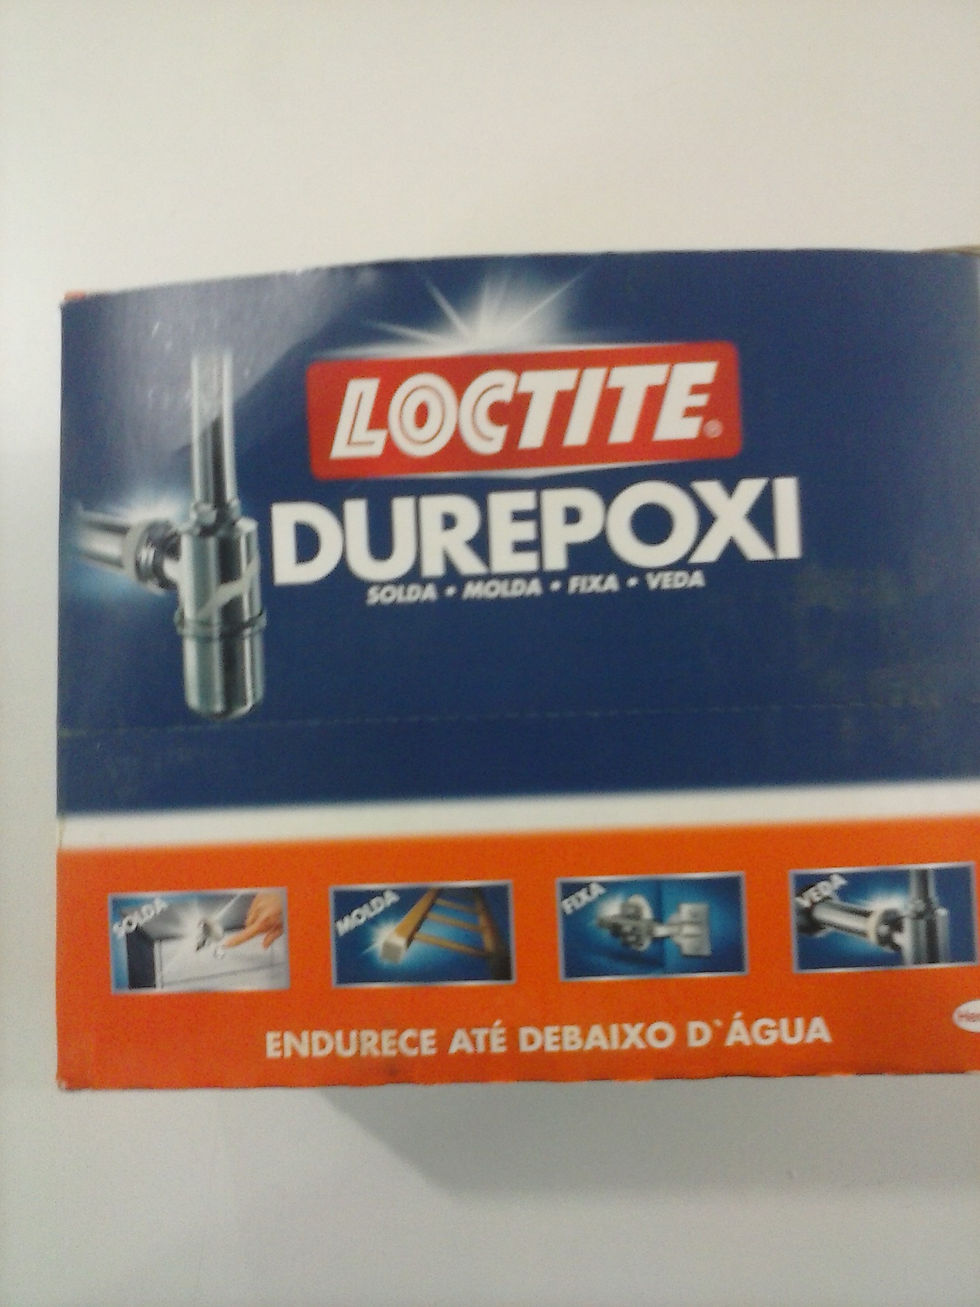 LOCTITE®
DUREPOXI
SOLDA • MOLDA • FIXA • VEDA
SOLDA
MOLDA
FIXA
VEDA
ENDURECE ATÉ DEBAIXO D`ÁGUA